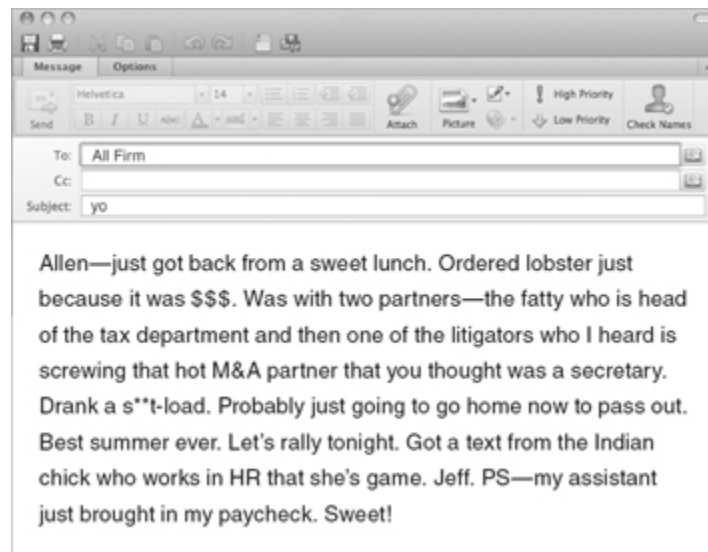 Message Options
Helvetica 14 High Priority
B I U ABC A
Send Attach Picture Low Priority Check Names
To: All Firm
Cc:
Subject: yo
Allen—just got back from a sweet lunch. Ordered lobster just
because it was $$$. Was with two partners—the fatty who is head
of the tax department and then one of the litigators who I heard is
screwing that hot M&A partner that you thought was a secretary.
Drank a s**t-load. Probably just going to go home now to pass out.
Best summer ever. Let's rally tonight. Got a text from the Indian
chick who works in HR that she's game. Jeff. PS—my assistant
just brought in my paycheck. Sweet!